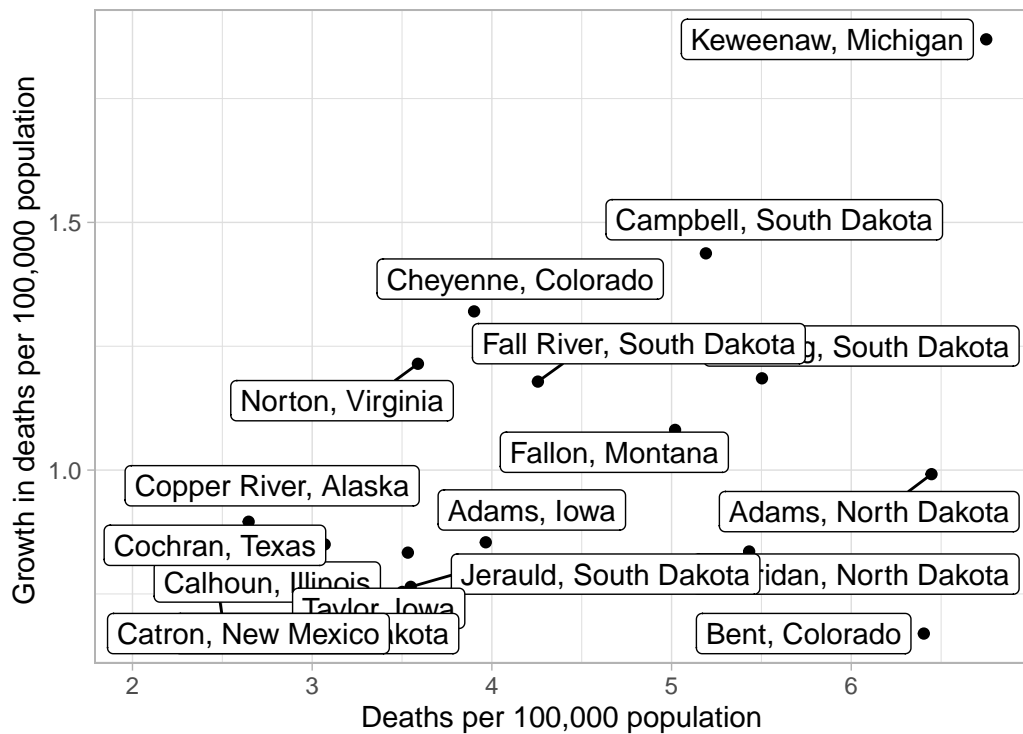 Keweenaw, Michigan
Campbell, South Dakota
1.5
Cheyenne, Colorado
Fall River, South Dakota
South Dakota
Norton, Virginia
Fallon, Montana
1.0
Copper River, Alaska
Adams, Iowa
Adams, North Dakota
Cochran, Texas
Calhoun, Illinois
Jerauld, South Dakota
North Dakota
Taylor, Iowa
Catron, New Mexico
Bent, Colorado
2 3 4 5 6
Deaths per 100,000 population
Growth in deaths per 100,000 population